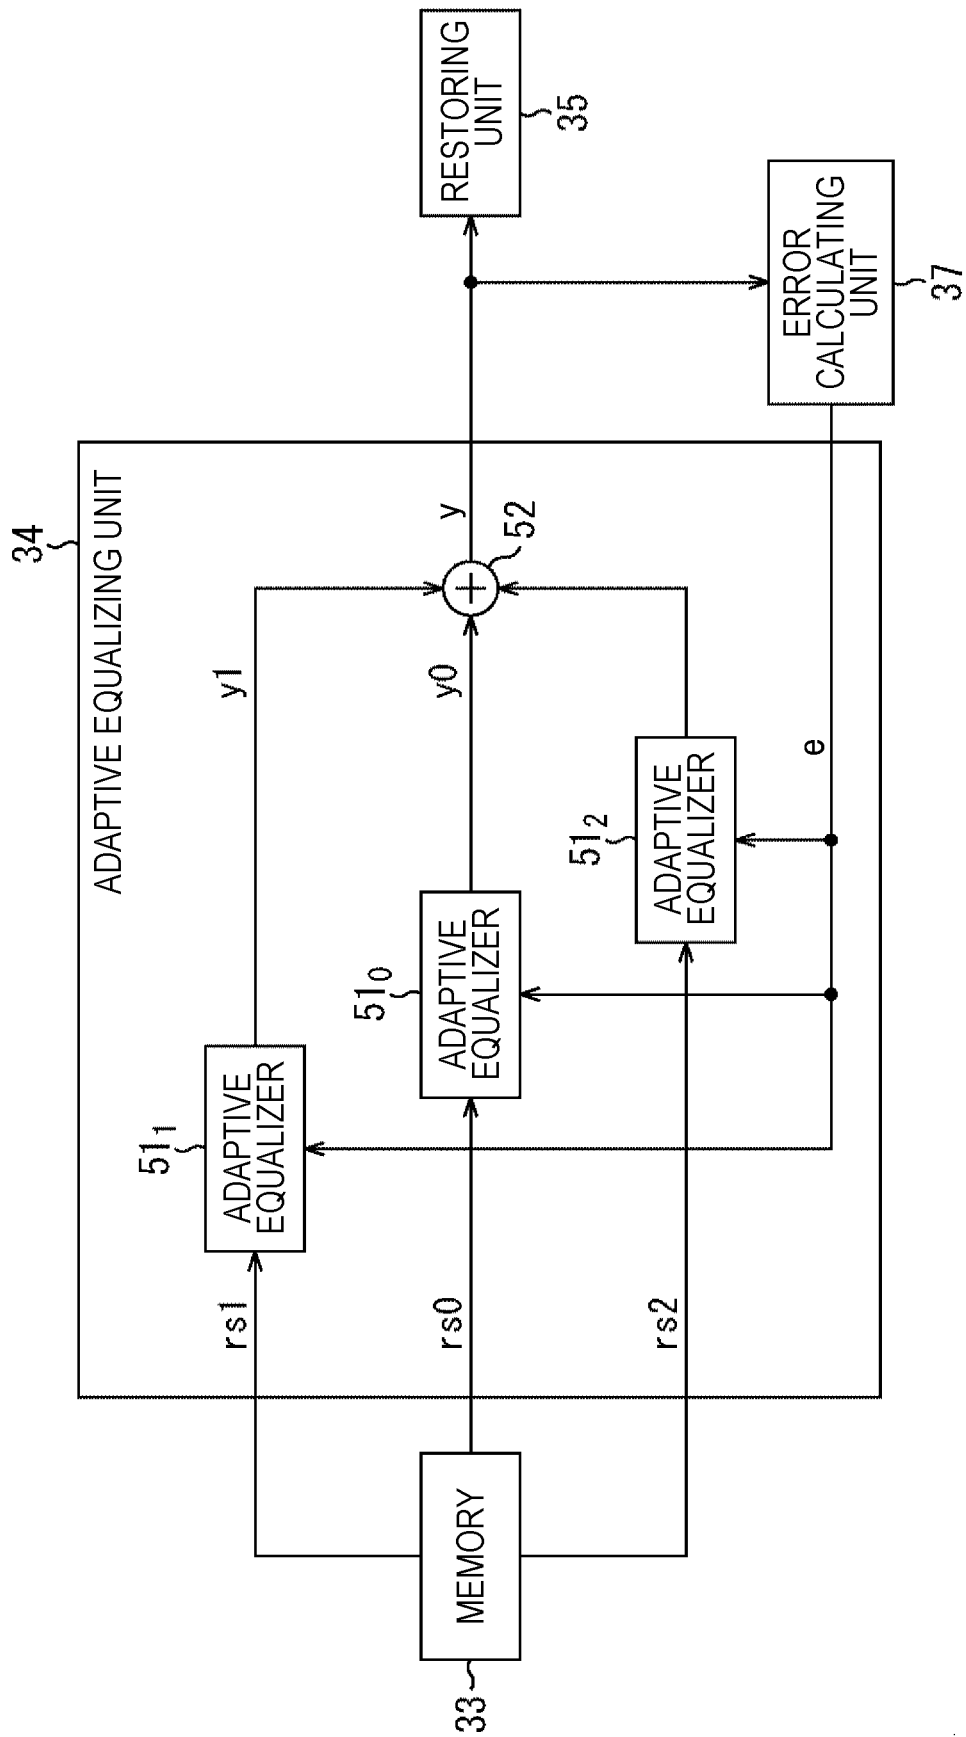 34
ADAPTIVE EQUALIZING UNIT
33
MEMORY
rs1
rs0
rs2
51₁
ADAPTIVE
EQUALIZER
51₀
ADAPTIVE
EQUALIZER
51₂
ADAPTIVE
EQUALIZER
y1
y0
e
52
y
RESTORING
UNIT
35
ERROR
CALCULATING
UNIT
37